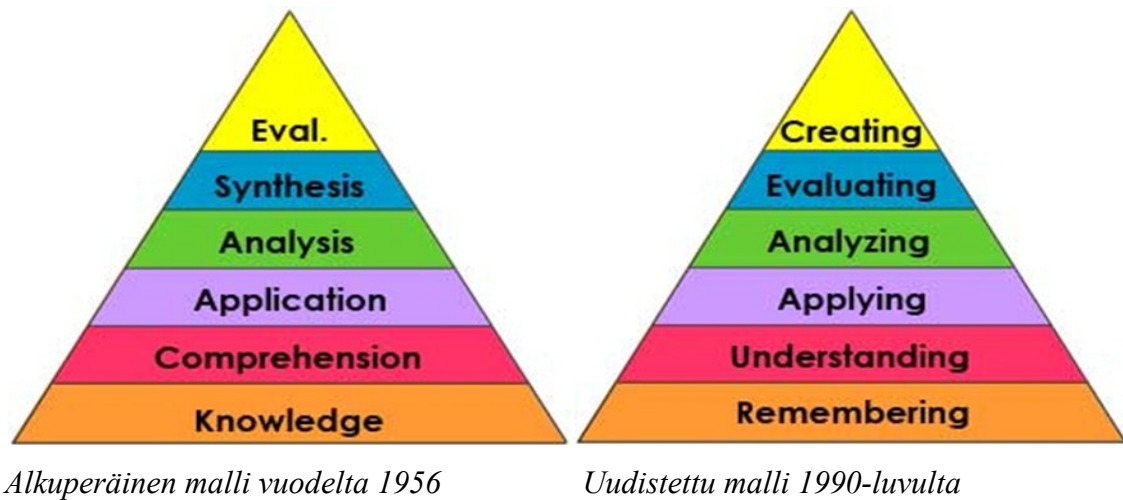 Eval.
Synthesis
Analysis
Application
Comprehension
Knowledge
Creating
Evaluating
Analyzing
Applying
Understanding
Remembering
Alkuperäinen malli vuodelta 1956
Uudistettu malli 1990-luvulta